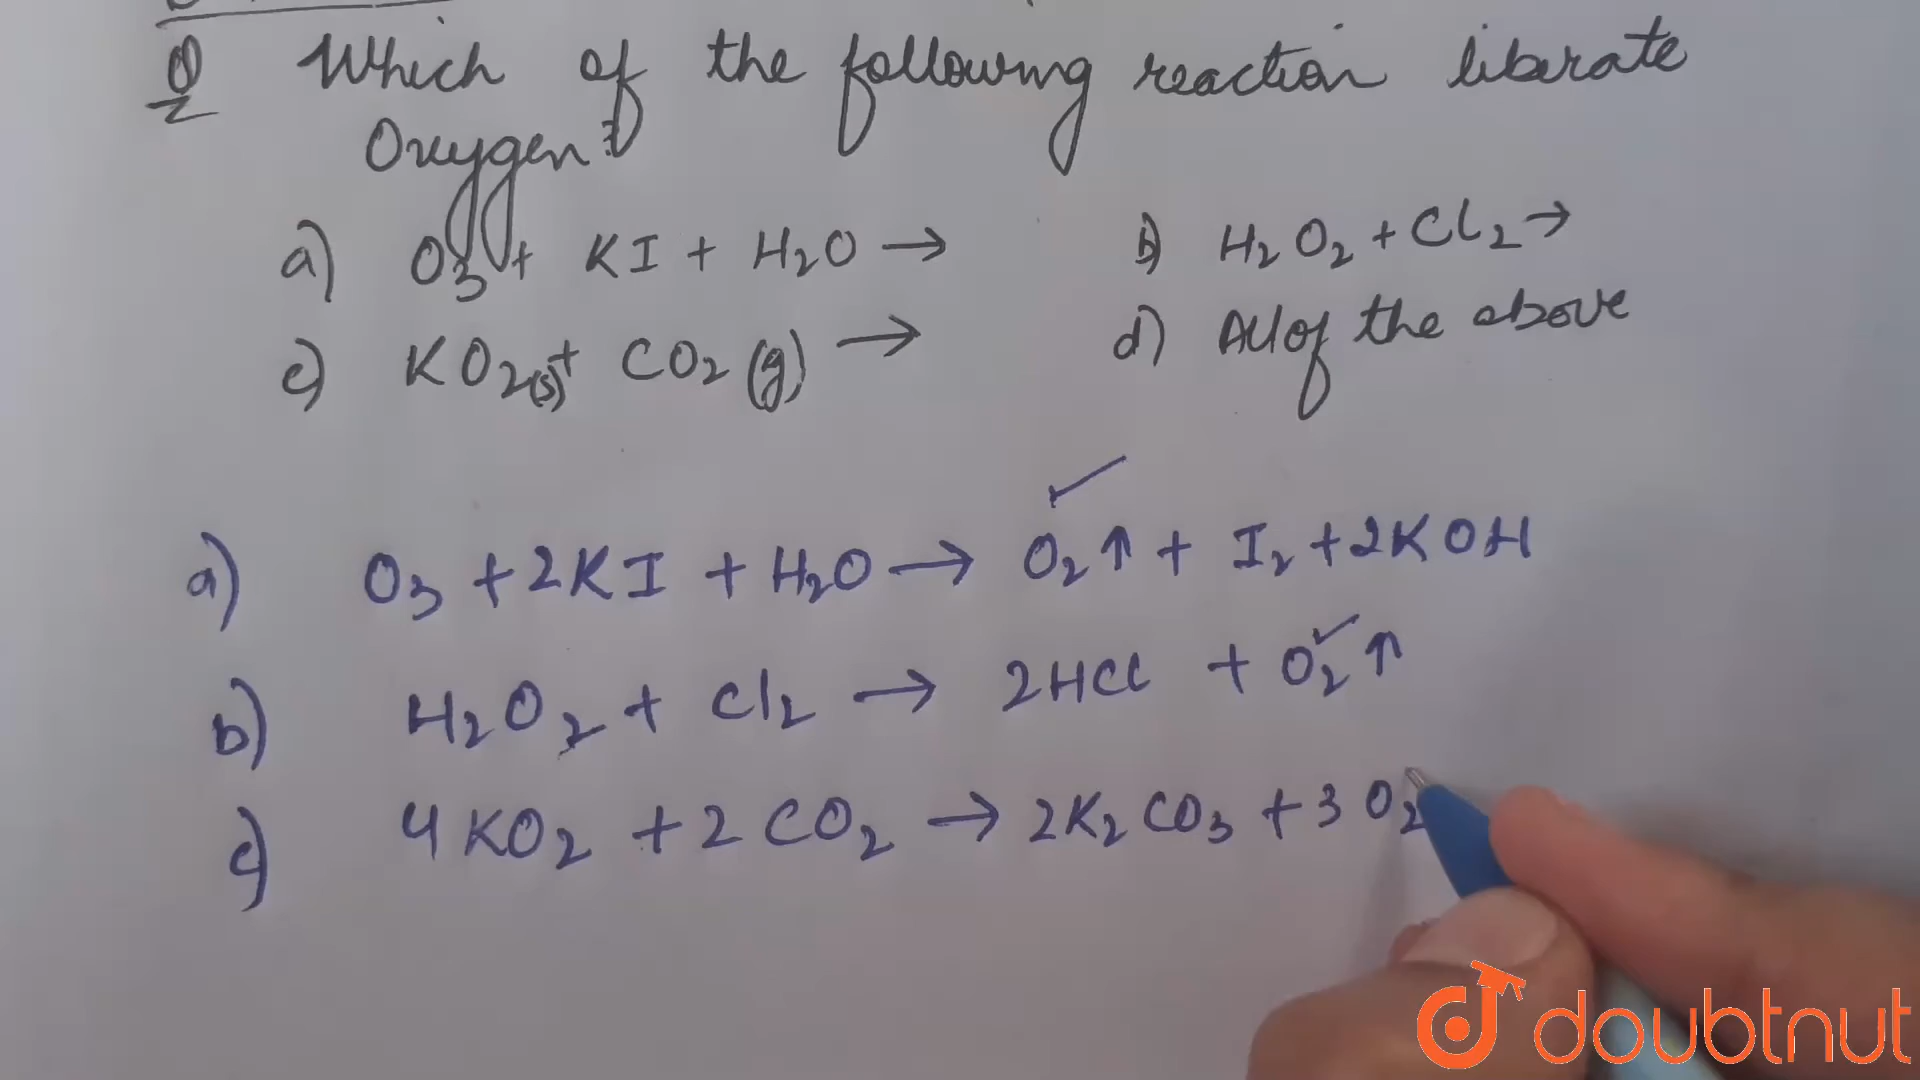 Q Which of the following reaction liberate
Oxygen?
a) O3 + KI + H2O → b) H2O2 + Cl2 →
c) KO2(s) + CO2 (g) → d) All of the above
a) O3 + 2KI + H2O → O2↑ + I2 + 2KOH
b) H2O2 + Cl2 → 2HCl + O2↑
c) 4KO2 + 2CO2 → 2K2CO3 + 3O2
doubtnut